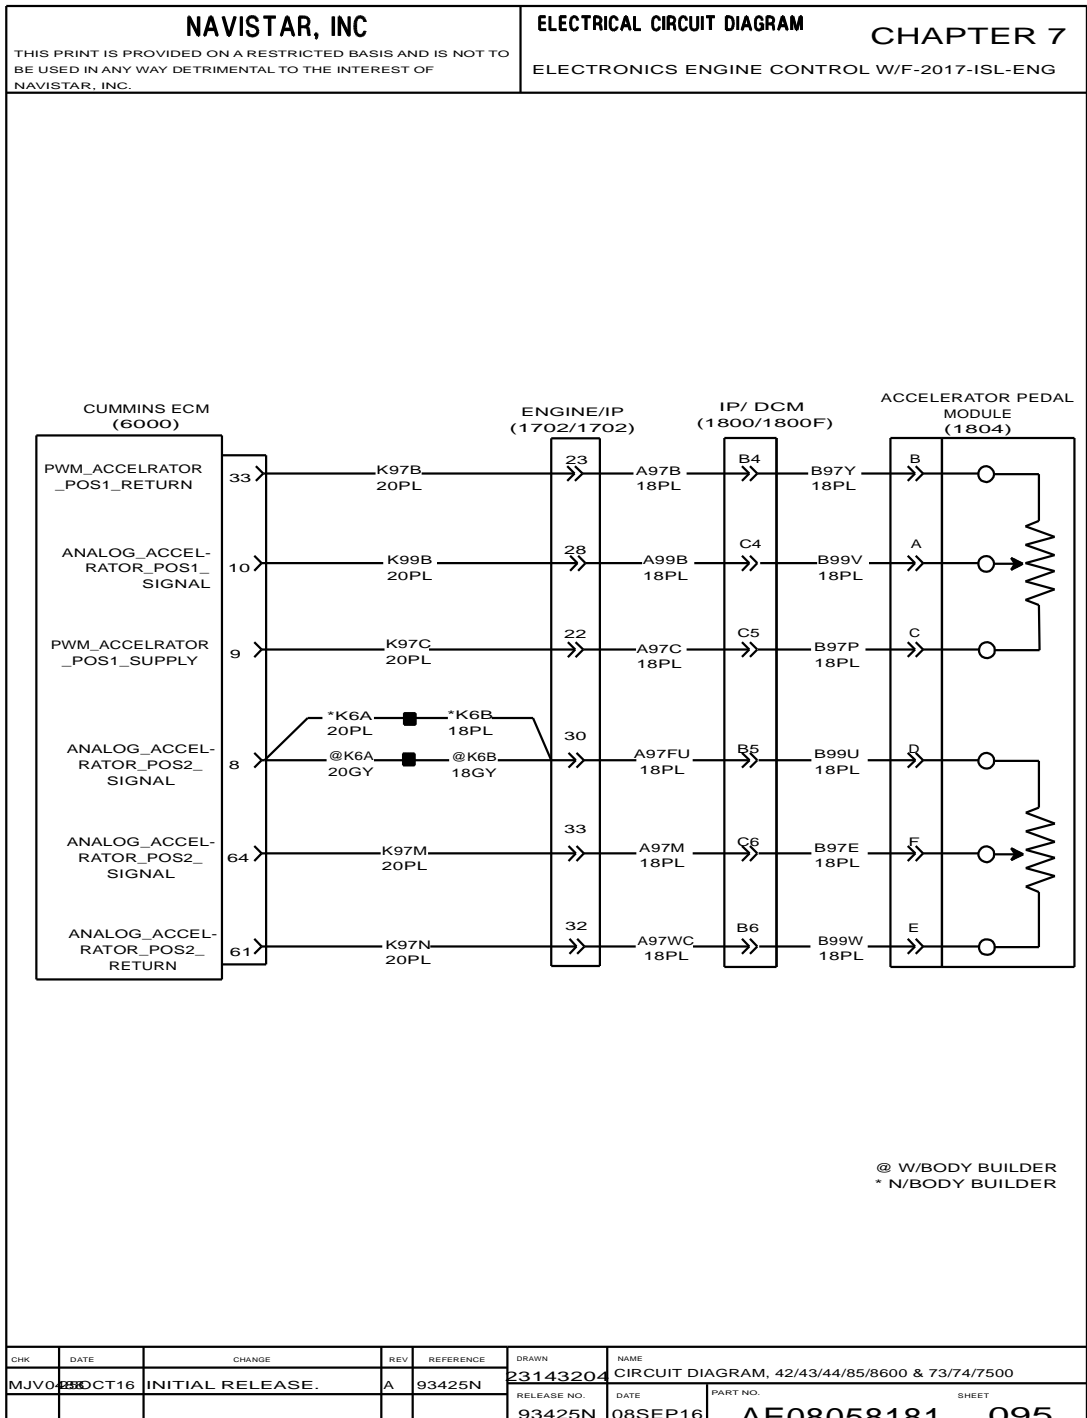 NAVISTAR, INC
THIS PRINT IS PROVIDED ON A RESTRICTED BASIS AND IS NOT TO
BE USED IN ANY WAY DETRIMENTAL TO THE INTEREST OF
NAVISTAR, INC.
ELECTRICAL CIRCUIT DIAGRAM
CHAPTER 7
ELECTRONICS ENGINE CONTROL W/F-2017-ISL-ENG
CUMMINS ECM
(6000)
ENGINE/IP
(1702/1702)
IP/ DCM
(1800/1800F)
ACCELERATOR PEDAL
MODULE
(1804)
PWM_ACCELRATOR
_POS1_RETURN
33
K97B
20PL
23
A97B
18PL
B4
B97Y
18PL
B
ANALOG_ACCEL-
RATOR_POS1_
SIGNAL
10
K99B
20PL
28
A99B
18PL
C4
B99V
18PL
A
PWM_ACCELRATOR
_POS1_SUPPLY
9
K97C
20PL
22
A97C
18PL
C5
B97P
18PL
C
*K6A
20PL
*K6B
18PL
ANALOG_ACCEL-
RATOR_POS2_
SIGNAL
8
@K6A
20GY
@K6B
18GY
30
A97FU
18PL
B5
B99U
18PL
D
ANALOG_ACCEL-
RATOR_POS2_
SIGNAL
64
K97M
20PL
33
A97M
18PL
C6
B97E
18PL
F
ANALOG_ACCEL-
RATOR_POS2_
RETURN
61
K97N
20PL
32
A97WC
18PL
B6
B99W
18PL
E
@ W/BODY BUILDER
* N/BODY BUILDER
CHK
DATE
CHANGE
REV
REFERENCE
DRAWN
NAME
23143204
CIRCUIT DIAGRAM, 42/43/44/85/8600 & 73/74/7500
INITIAL RELEASE.
A
93425N
RELEASE NO.
DATE
PART NO.
SHEET
93425N
08SEP16
AE08058181
095